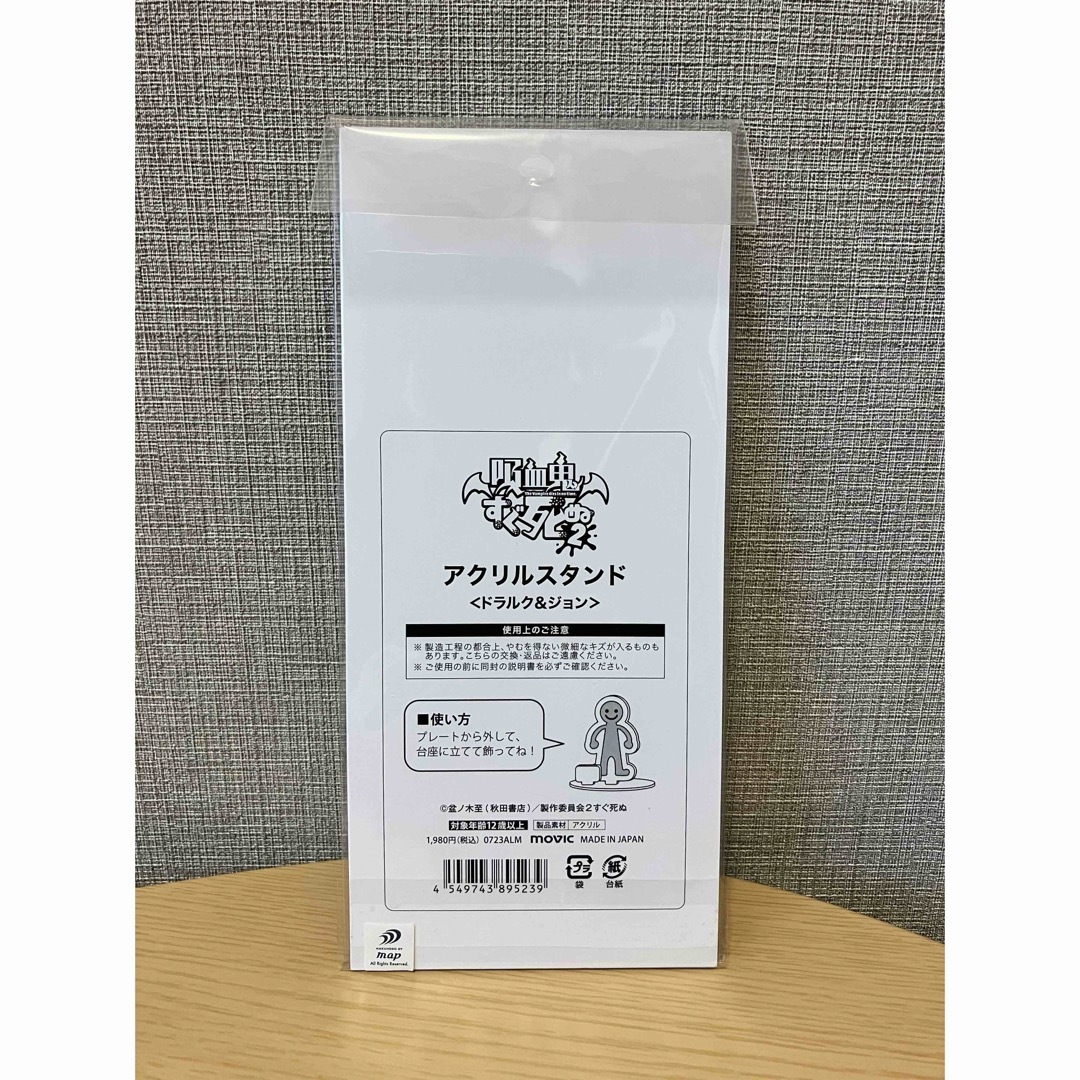 吸血鬼
The Vampire dies in no time.
すぐ死ぬ2
アクリルスタンド
<ドラルク&ジョン>
使用上のご注意
※ 製造工程の都合上、やむを得ない微細なキズが入るものも
あります。こちらの交換・返品はご遠慮ください。
※ ご使用の前に同封の説明書を必ずご確認ください。
■使い方
プレートから外して、
台座に立てて飾ってね！
©盆ノ木至（秋田書店）／製作委員会2すぐ死ぬ
対象年齢12歳以上 製品素材 アクリル
1,980円(税込) 0723ALM movic MADE IN JAPAN
4 549743 895239
プラ 紙
袋 台紙
map
All Rights Reserved.